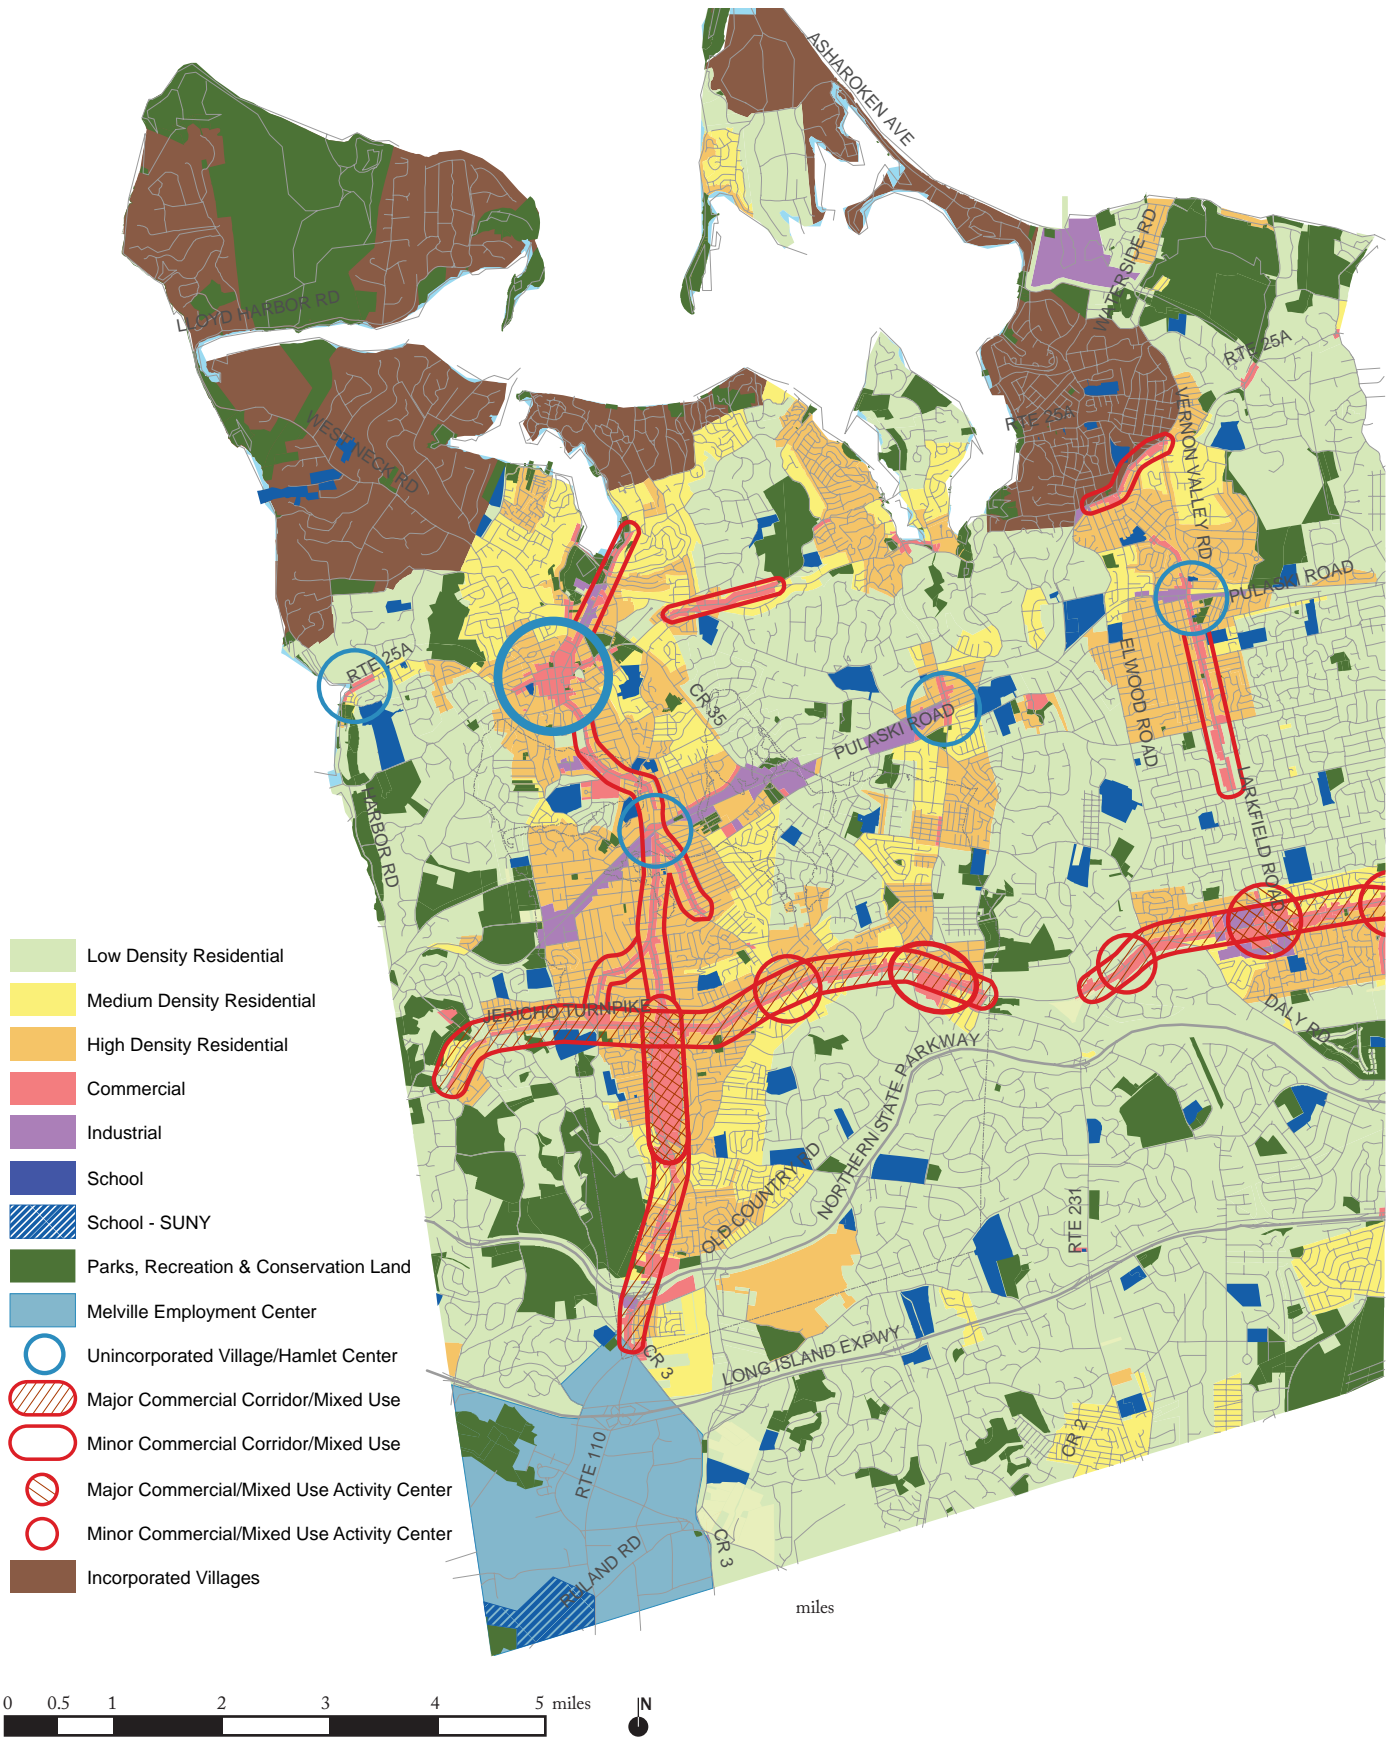 ASHAROKEN AVE
WATERSIDE RD
LLOYD HARBOR RD
RTE 25A
WEST NECK RD
RTE 25A
VERNON VALLEY RD
PULASKI ROAD
RTE 25A
ELWOOD ROAD
CR 35
PULASKI ROAD
LARKFIELD ROAD
HARBOR RD
JERICHO TURNPIKE
DALY RD
NORTHERN STATE PARKWAY
OLD COUNTRY RD
RTE 231
LONG ISLAND EXPWY
CR 3
CR 2
RTE 110
CR 3
RULAND RD
Low Density Residential
Medium Density Residential
High Density Residential
Commercial
Industrial
School
School - SUNY
Parks, Recreation & Conservation Land
Melville Employment Center
Unincorporated Village/Hamlet Center
Major Commercial Corridor/Mixed Use
Minor Commercial Corridor/Mixed Use
Major Commercial/Mixed Use Activity Center
Minor Commercial/Mixed Use Activity Center
Incorporated Villages
miles
0 0.5 1 2 3 4 5 miles
N